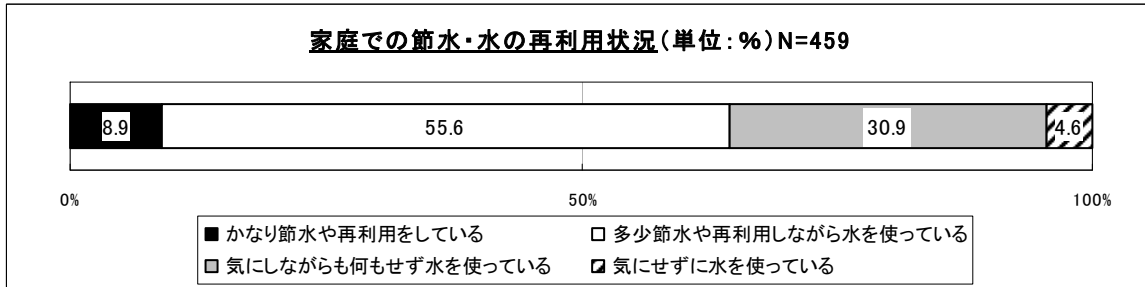 家庭での節水・水の再利用状況(単位:%)N=459
8.9 55.6 30.9 4.6
0% 50% 100%
かなり節水や再利用をしている 多少節水や再利用しながら水を使っている
気にしながらも何もせず水を使っている 気にせずに水を使っている